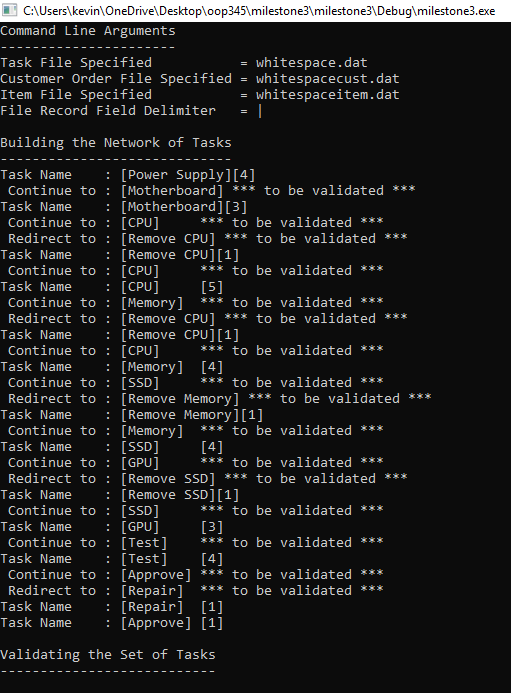 C:\Users\kevin\OneDrive\Desktop\oop345\milestone3\milestone3\Debug\milestone3.exe
Command Line Arguments
----------------------
Task File Specified           = whitespace.dat
Customer Order File Specified = whitespacecust.dat
Item File Specified           = whitespaceitem.dat
File Record Field Delimiter   = |
Building the Network of Tasks
-----------------------------
Task Name    : [Power Supply][4]
 Continue to : [Motherboard] *** to be validated ***
Task Name    : [Motherboard][3]
 Continue to : [CPU]     *** to be validated ***
 Redirect to : [Remove CPU] *** to be validated ***
Task Name    : [Remove CPU][1]
 Continue to : [CPU]     *** to be validated ***
Task Name    : [CPU]     [5]
 Continue to : [Memory]  *** to be validated ***
 Redirect to : [Remove CPU] *** to be validated ***
Task Name    : [Remove CPU][1]
 Continue to : [CPU]     *** to be validated ***
Task Name    : [Memory]  [4]
 Continue to : [SSD]     *** to be validated ***
 Redirect to : [Remove Memory] *** to be validated ***
Task Name    : [Remove Memory][1]
 Continue to : [Memory]  *** to be validated ***
Task Name    : [SSD]     [4]
 Continue to : [GPU]     *** to be validated ***
 Redirect to : [Remove SSD] *** to be validated ***
Task Name    : [Remove SSD][1]
 Continue to : [SSD]     *** to be validated ***
Task Name    : [GPU]     [3]
 Continue to : [Test]    *** to be validated ***
Task Name    : [Test]    [4]
 Continue to : [Approve] *** to be validated ***
 Redirect to : [Repair]  *** to be validated ***
Task Name    : [Repair]  [1]
Task Name    : [Approve] [1]
Validating the Set of Tasks
---------------------------